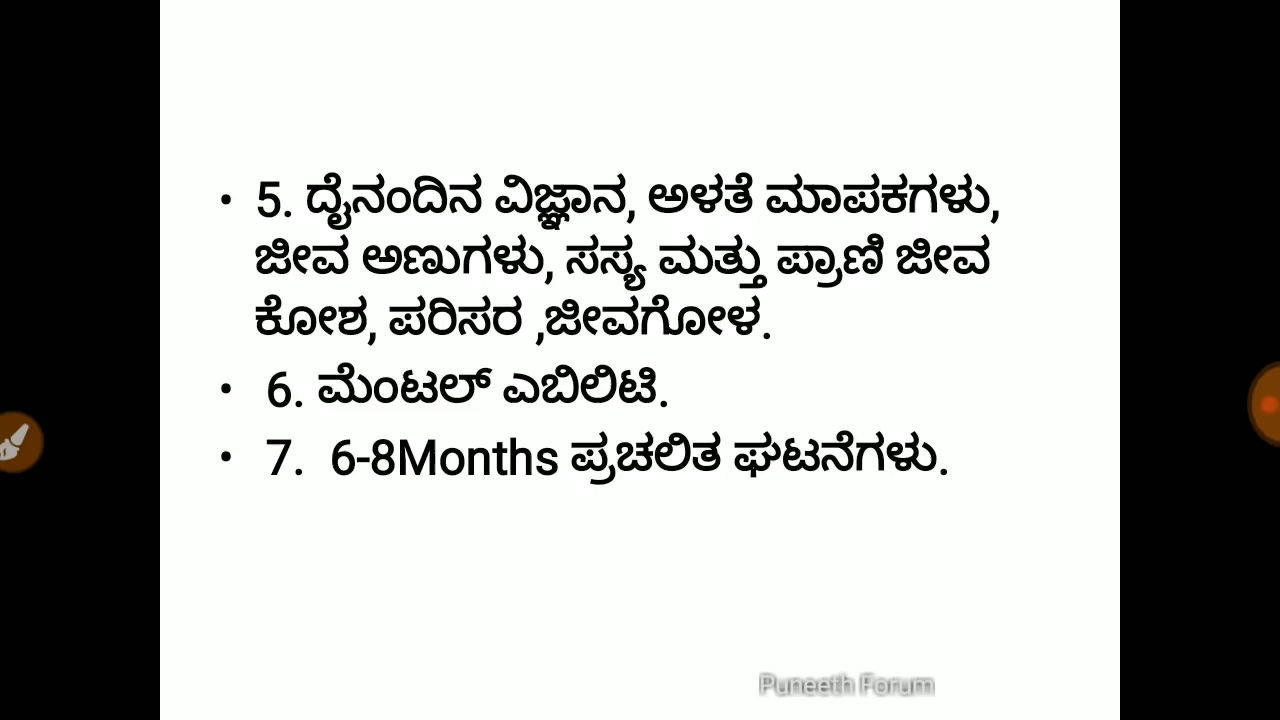 • 5. ದೈನಂದಿನ ವಿಜ್ಞಾನ, ಅಳತೆ ಮಾಪಕಗಳು,
ಜೀವ ಅಣುಗಳು, ಸಸ್ಯ ಮತ್ತು ಪ್ರಾಣಿ ಜೀವ
ಕೋಶ, ಪರಿಸರ ,ಜೀವಗೋಳ.
• 6. ಮೆಂಟಲ್ ಎಬಿಲಿಟಿ.
• 7. 6-8Months ಪ್ರಚಲಿತ ಘಟನೆಗಳು.
Puneeth Forum